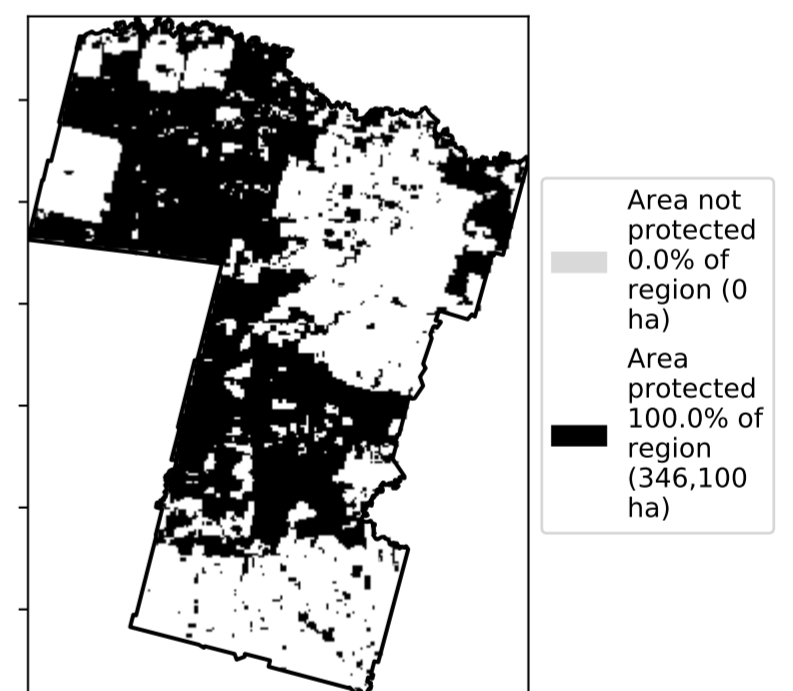 Area not
protected
0.0% of
region (0
ha)
Area
protected
100.0% of
region
(346,100
ha)